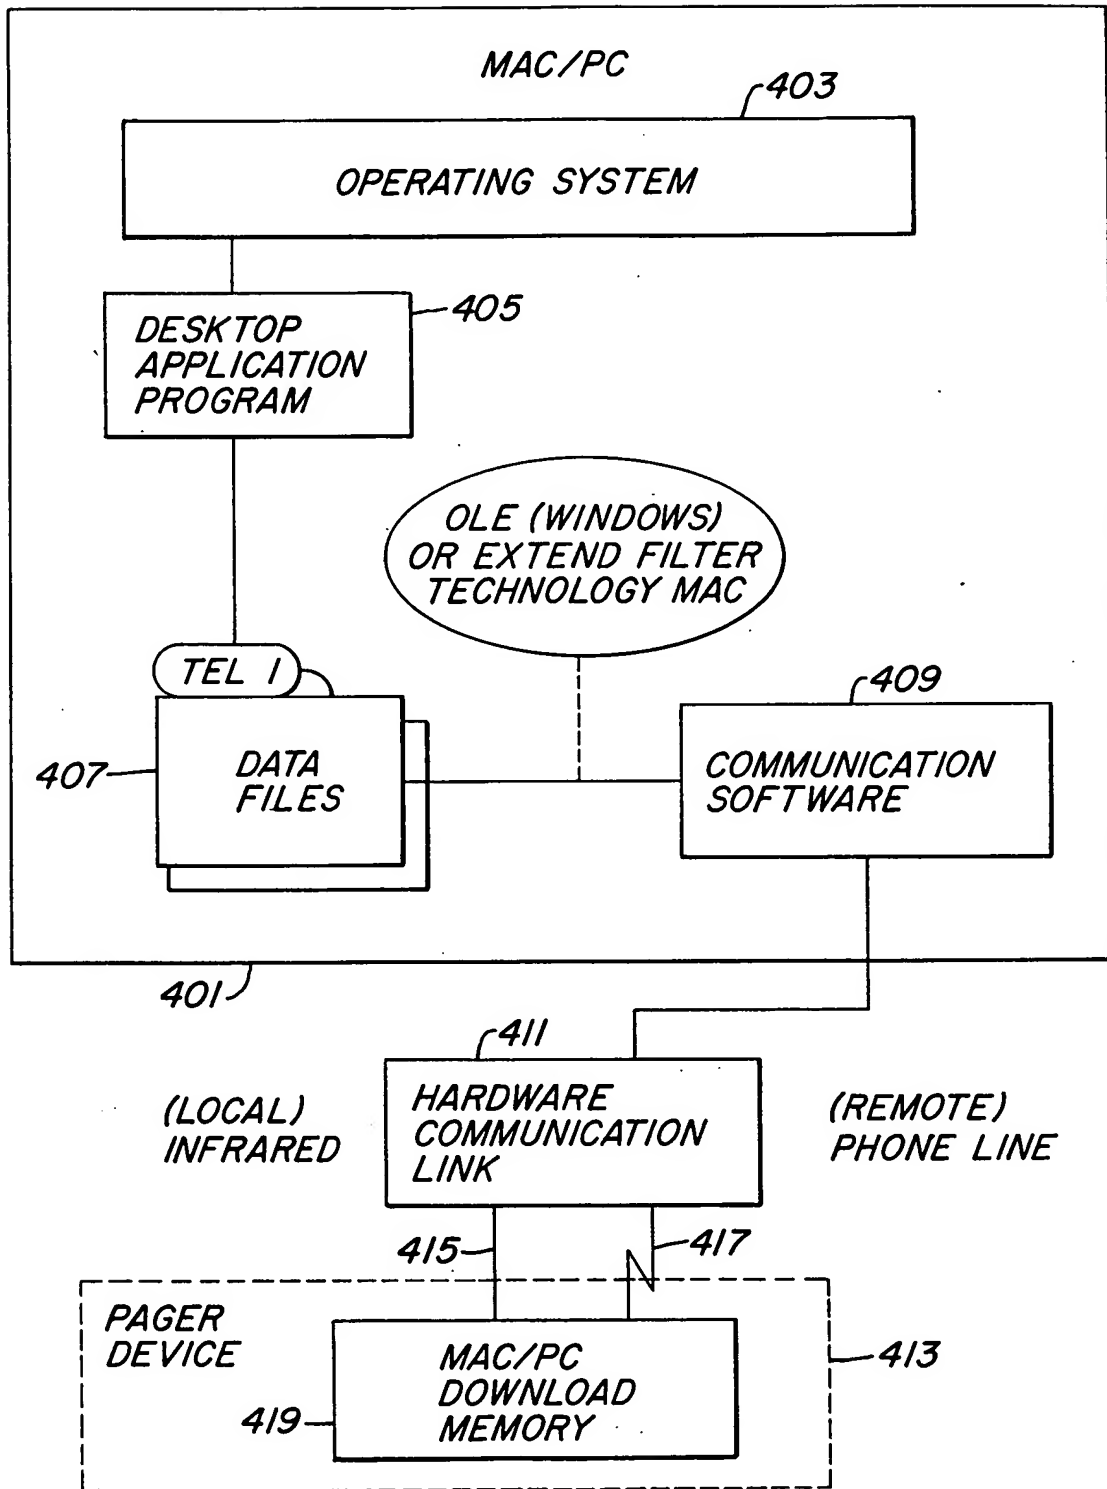 MAC/PC
403
OPERATING SYSTEM
405
DESKTOP
APPLICATION
PROGRAM
OLE (WINDOWS)
OR EXTEND FILTER
TECHNOLOGY MAC
TEL 1
409
407
DATA
FILES
COMMUNICATION
SOFTWARE
401
411
(LOCAL)
INFRARED
HARDWARE
COMMUNICATION
LINK
(REMOTE)
PHONE LINE
415
417
PAGER
DEVICE
MAC/PC
DOWNLOAD
MEMORY
413
419